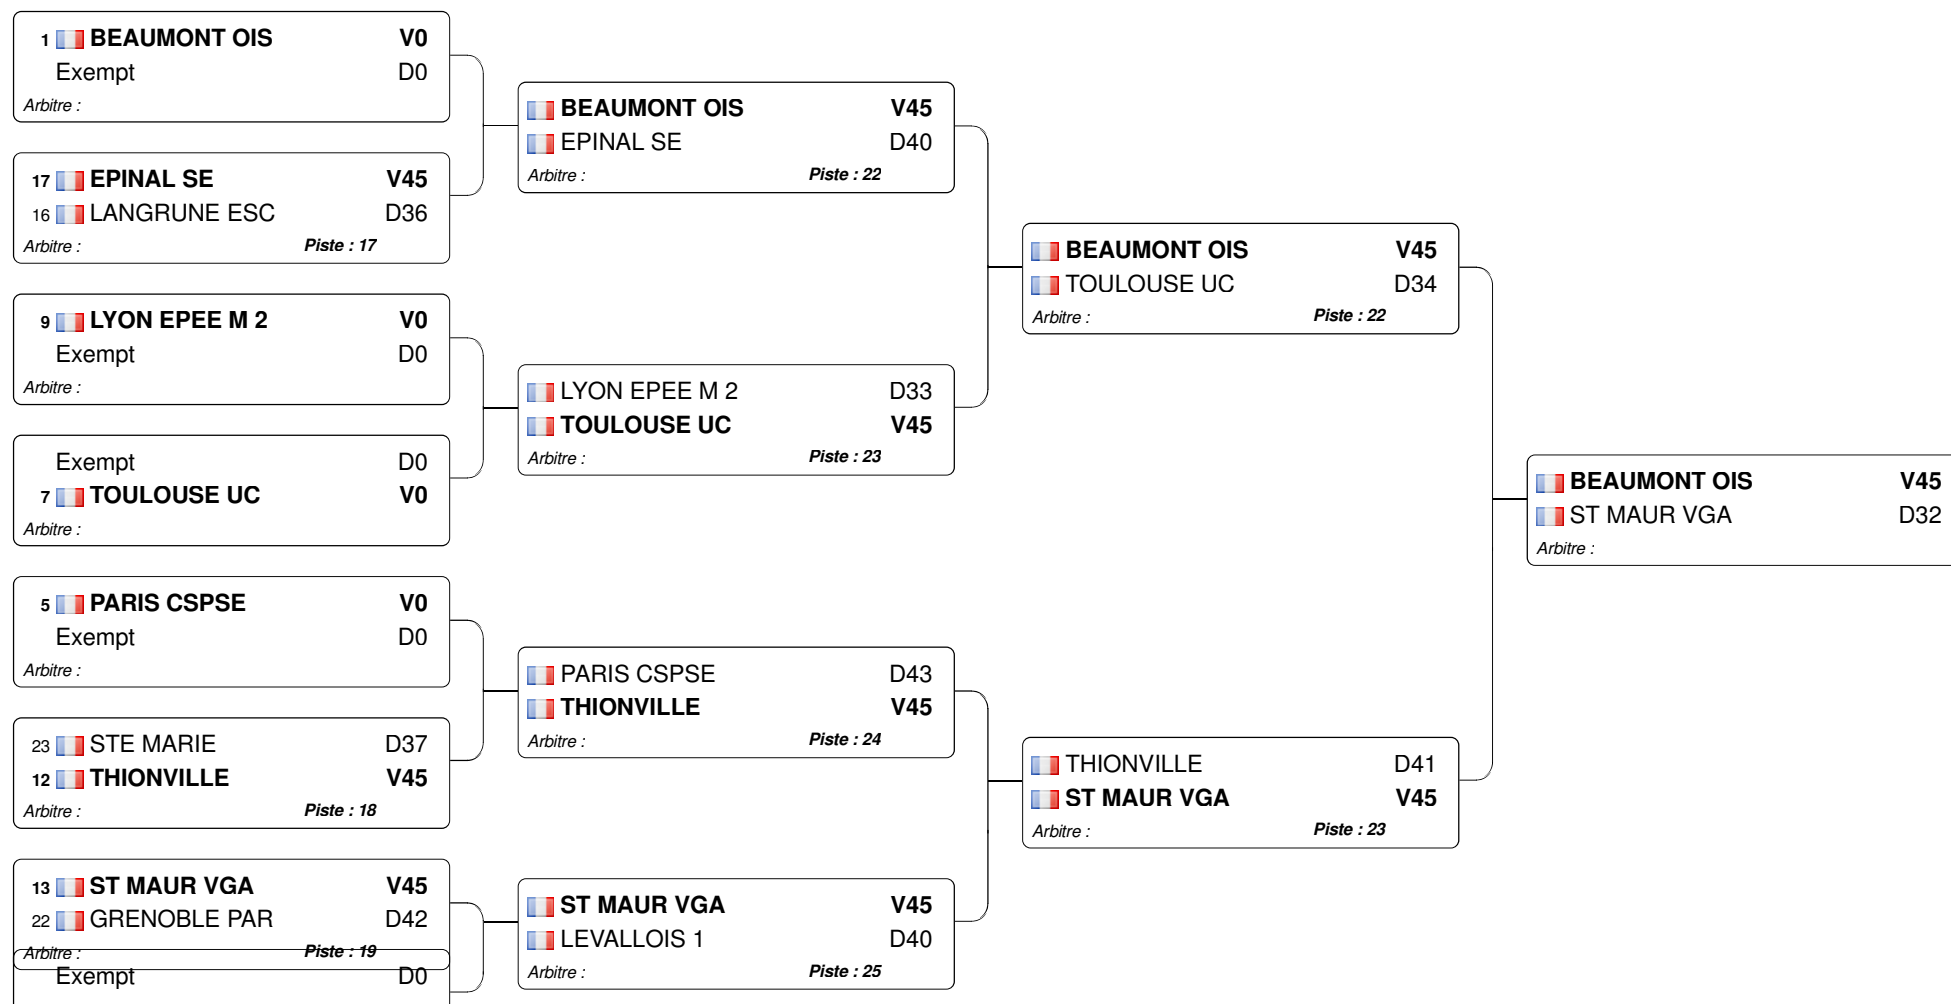 1 BEAUMONT OIS V0
Exempt D0
Arbitre :
17 EPINAL SE V45
16 LANGRUNE ESC D36
Arbitre : Piste : 17
9 LYON EPEE M 2 V0
Exempt D0
Arbitre :
Exempt D0
7 TOULOUSE UC V0
Arbitre :
5 PARIS CSPSE V0
Exempt D0
Arbitre :
23 STE MARIE D37
12 THIONVILLE V45
Arbitre : Piste : 18
13 ST MAUR VGA V45
22 GRENOBLE PAR D42
Arbitre : Piste : 19
Exempt D0
BEAUMONT OIS V45
EPINAL SE D40
Arbitre : Piste : 22
LYON EPEE M 2 D33
TOULOUSE UC V45
Arbitre : Piste : 23
PARIS CSPSE D43
THIONVILLE V45
Arbitre : Piste : 24
ST MAUR VGA V45
LEVALLOIS 1 D40
Arbitre : Piste : 25
BEAUMONT OIS V45
TOULOUSE UC D34
Arbitre : Piste : 22
THIONVILLE D41
ST MAUR VGA V45
Arbitre : Piste : 23
BEAUMONT OIS V45
ST MAUR VGA D32
Arbitre :